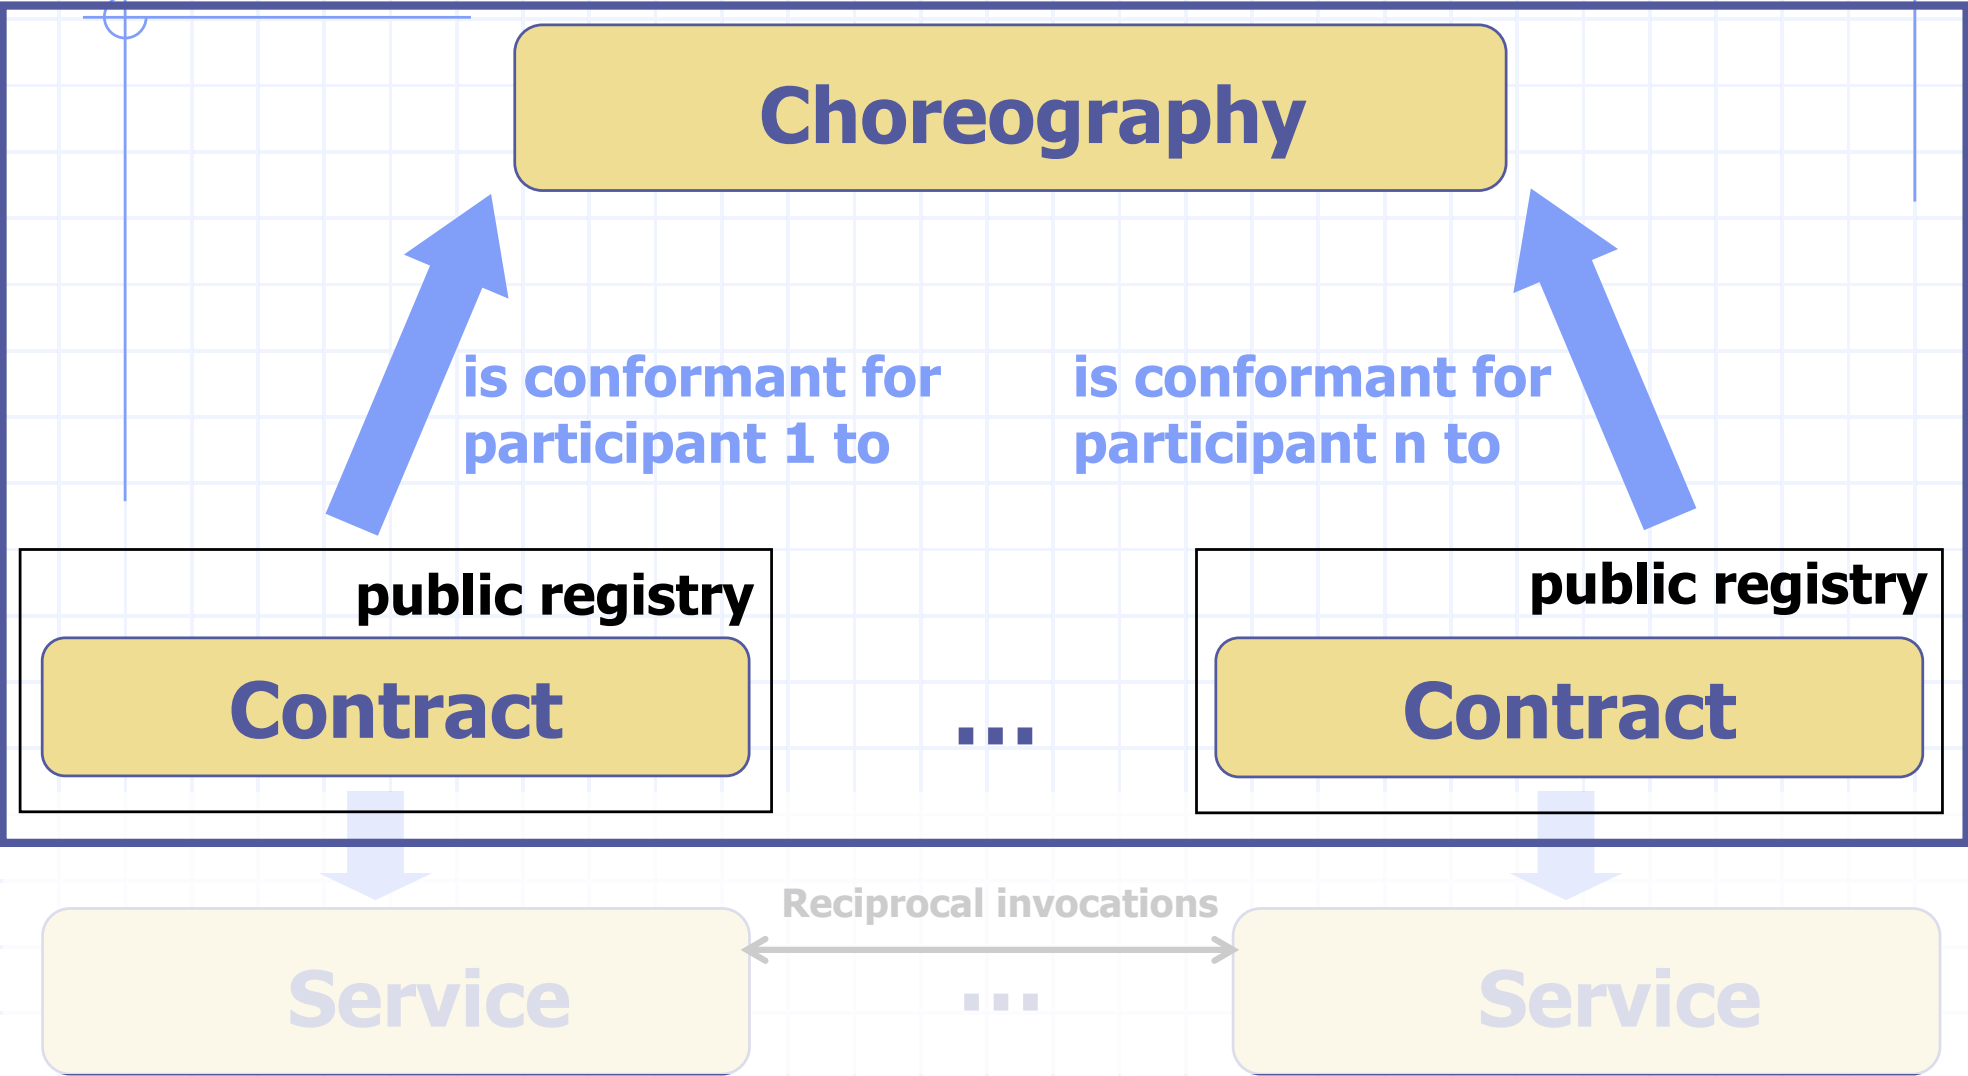 Choreography
is conformant for
participant 1 to
is conformant for
participant n to
public registry
public registry
Contract
...
Contract
Reciprocal invocations
Service
...
Service